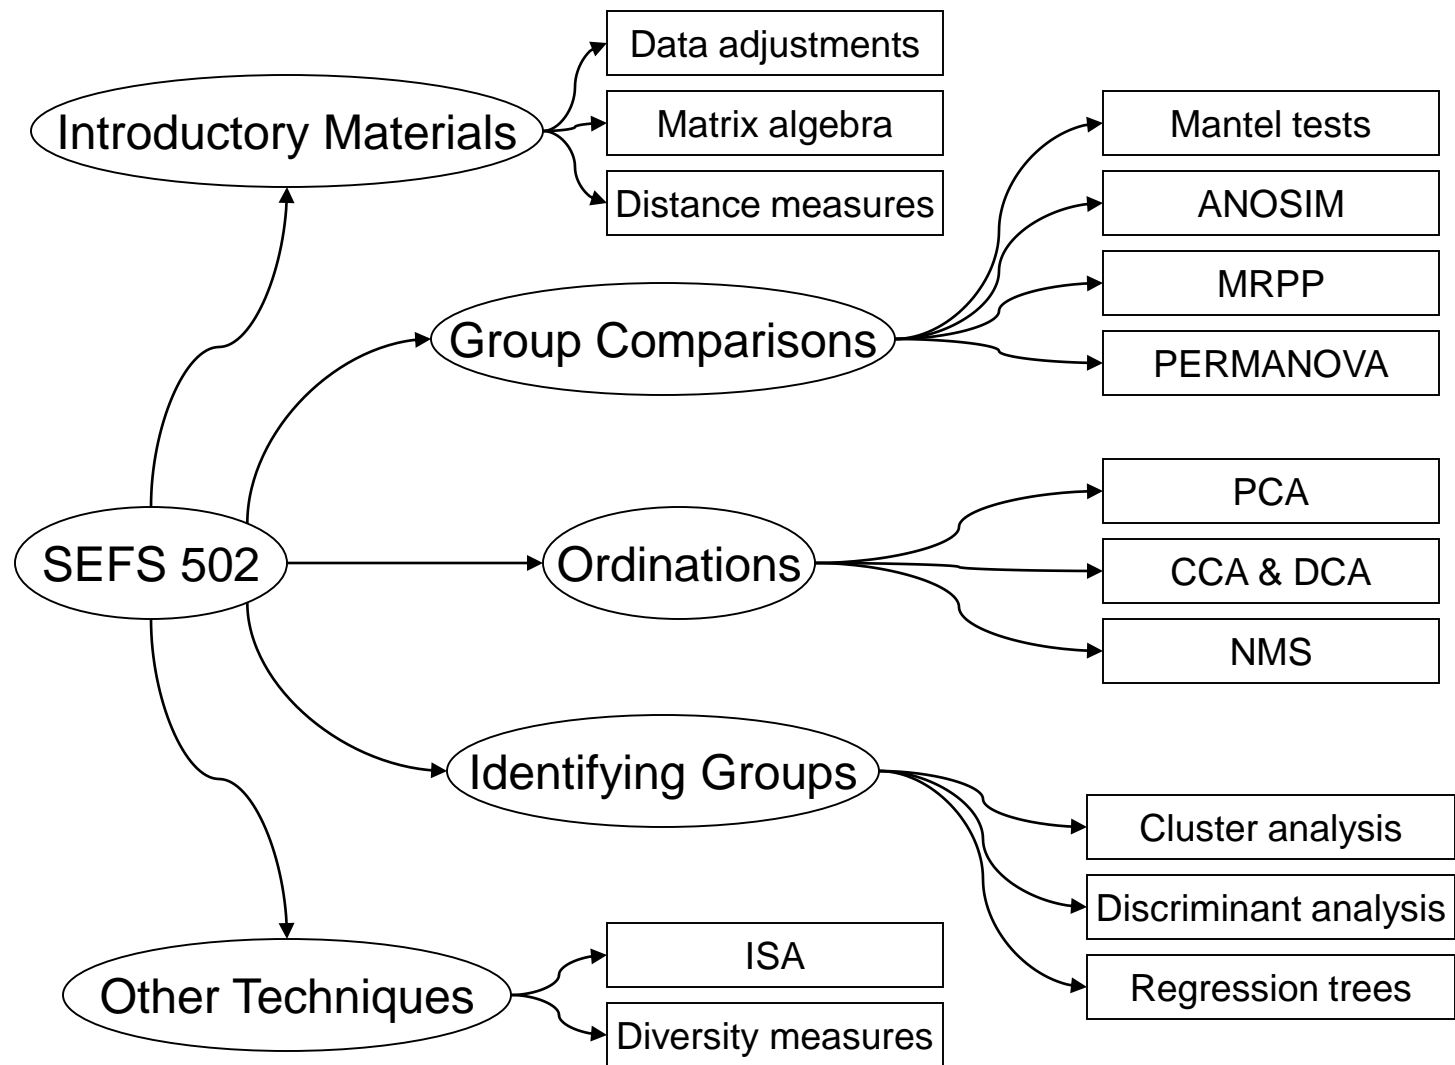 Data adjustments
Introductory Materials
Matrix algebra
Distance measures
Mantel tests
ANOSIM
MRPP
Group Comparisons
PERMANOVA
PCA
SEFS 502
Ordinations
CCA & DCA
NMS
Identifying Groups
Cluster analysis
Discriminant analysis
Regression trees
Other Techniques
ISA
Diversity measures